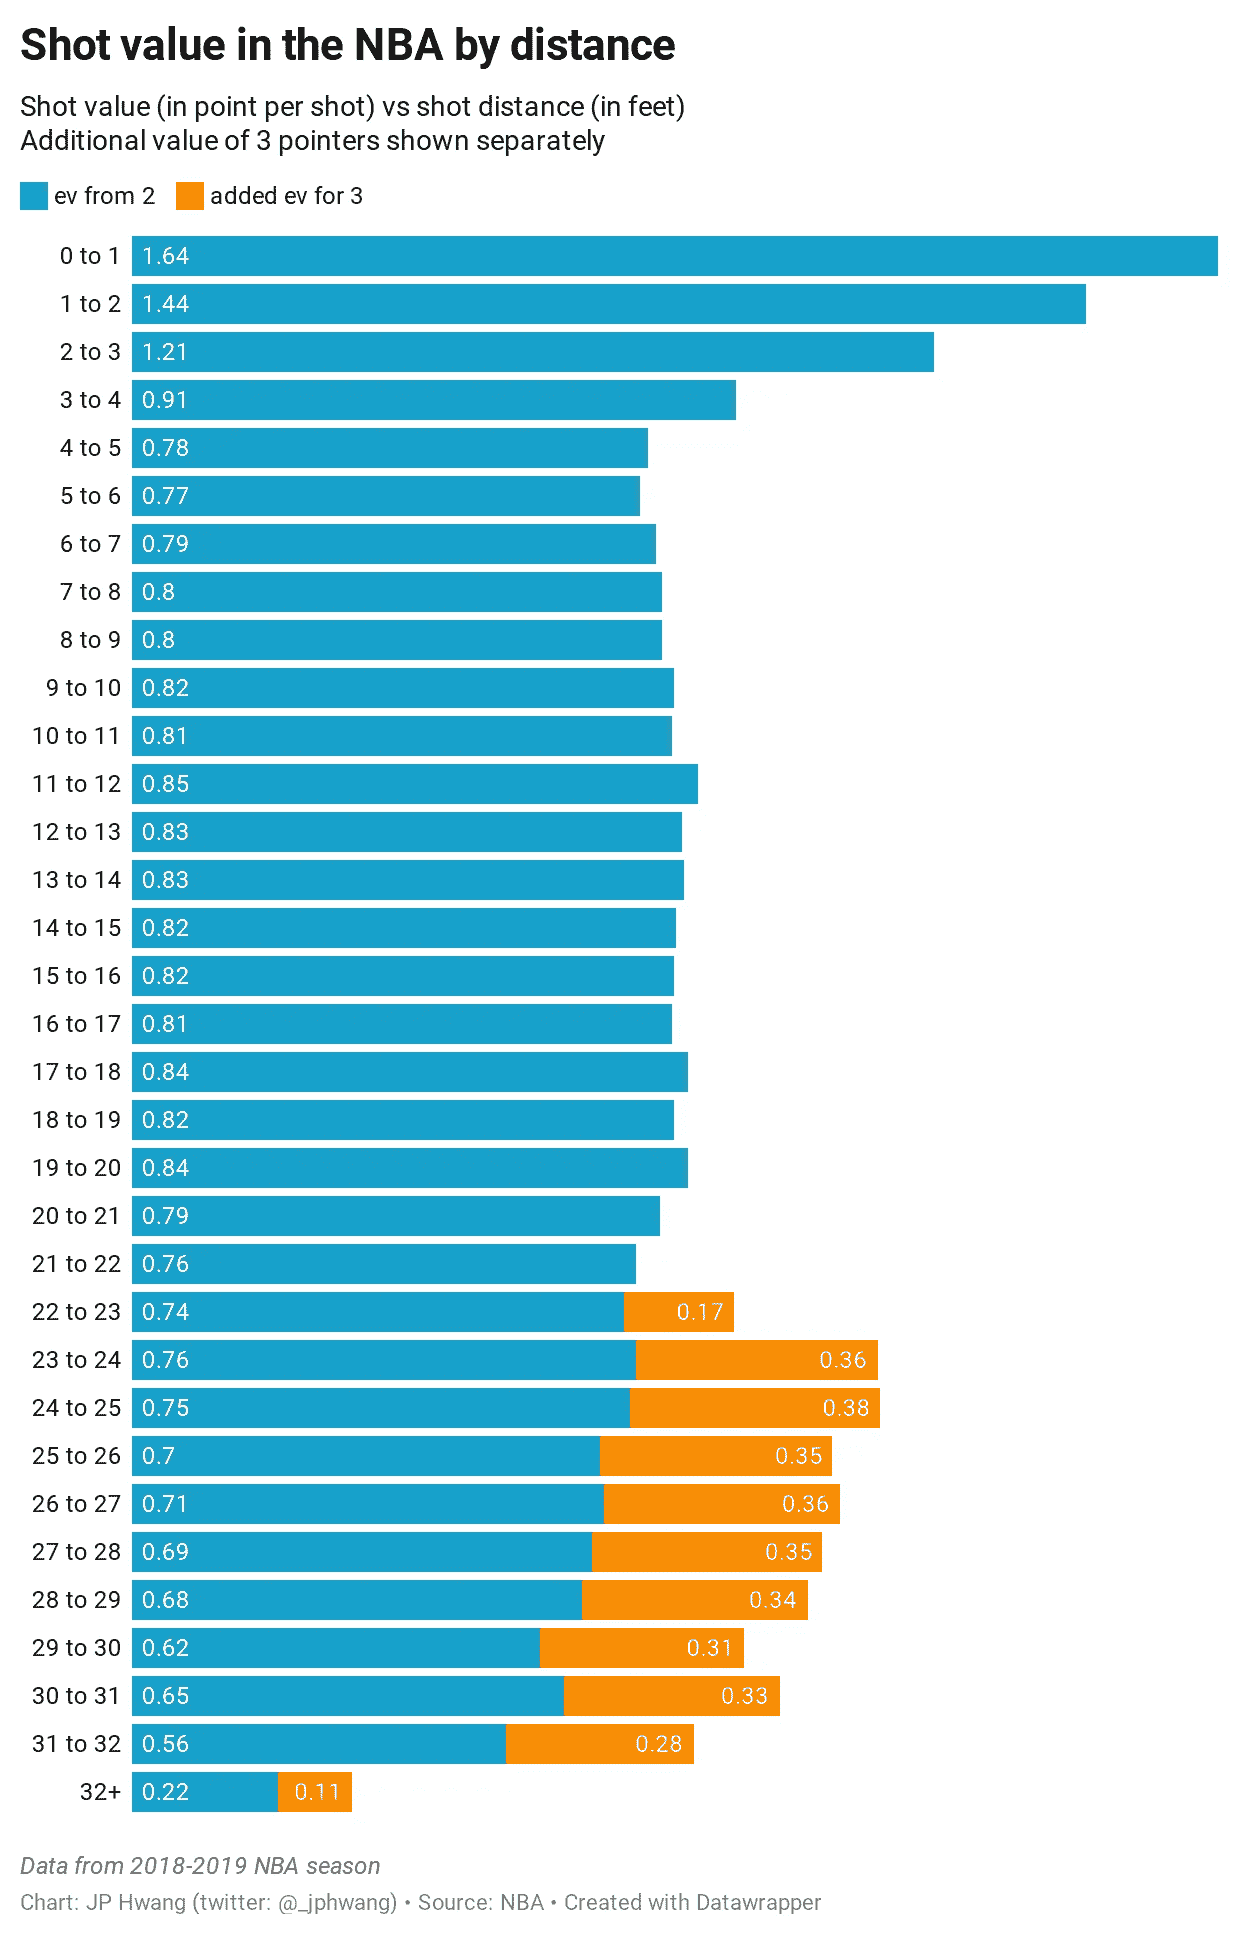 Shot value in the NBA by distance
Shot value (in point per shot) vs shot distance (in feet)
Additional value of 3 pointers shown separately
ev from 2 added ev for 3
0 to 1 1.64
1 to 2 1.44
2 to 3 1.21
3 to 4 0.91
4 to 5 0.78
5 to 6 0.77
6 to 7 0.79
7 to 8 0.8
8 to 9 0.8
9 to 10 0.82
10 to 11 0.81
11 to 12 0.85
12 to 13 0.83
13 to 14 0.83
14 to 15 0.82
15 to 16 0.82
16 to 17 0.81
17 to 18 0.84
18 to 19 0.82
19 to 20 0.84
20 to 21 0.79
21 to 22 0.76
22 to 23 0.74 0.17
23 to 24 0.76 0.36
24 to 25 0.75 0.38
25 to 26 0.7 0.35
26 to 27 0.71 0.36
27 to 28 0.69 0.35
28 to 29 0.68 0.34
29 to 30 0.62 0.31
30 to 31 0.65 0.33
31 to 32 0.56 0.28
32+ 0.22 0.11
Data from 2018-2019 NBA season
Chart: JP Hwang (twitter: @_jphwang) • Source: NBA • Created with Datawrapper